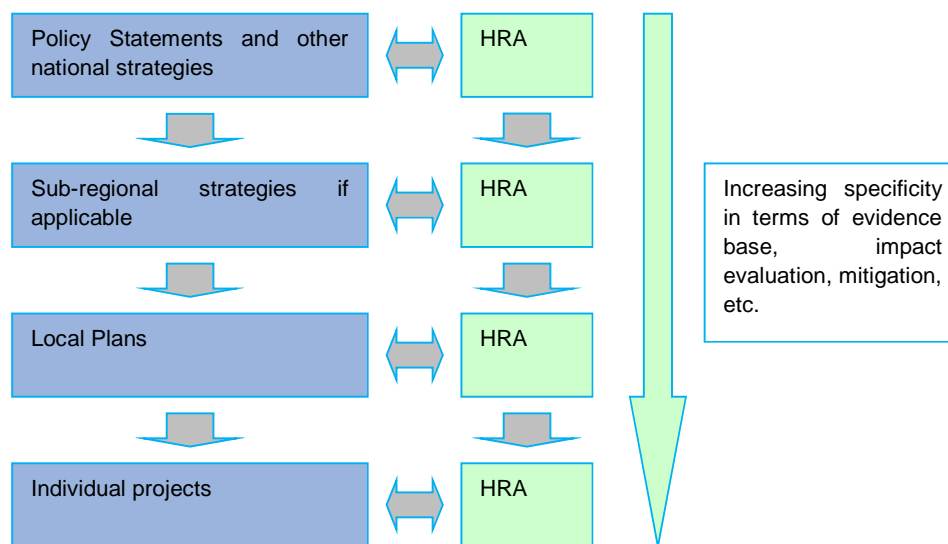 Policy Statements and other
national strategies
HRA
Sub-regional strategies if
applicable
HRA
Increasing specificity
in terms of evidence
base, impact
evaluation, mitigation,
etc.
Local Plans
HRA
Individual projects
HRA